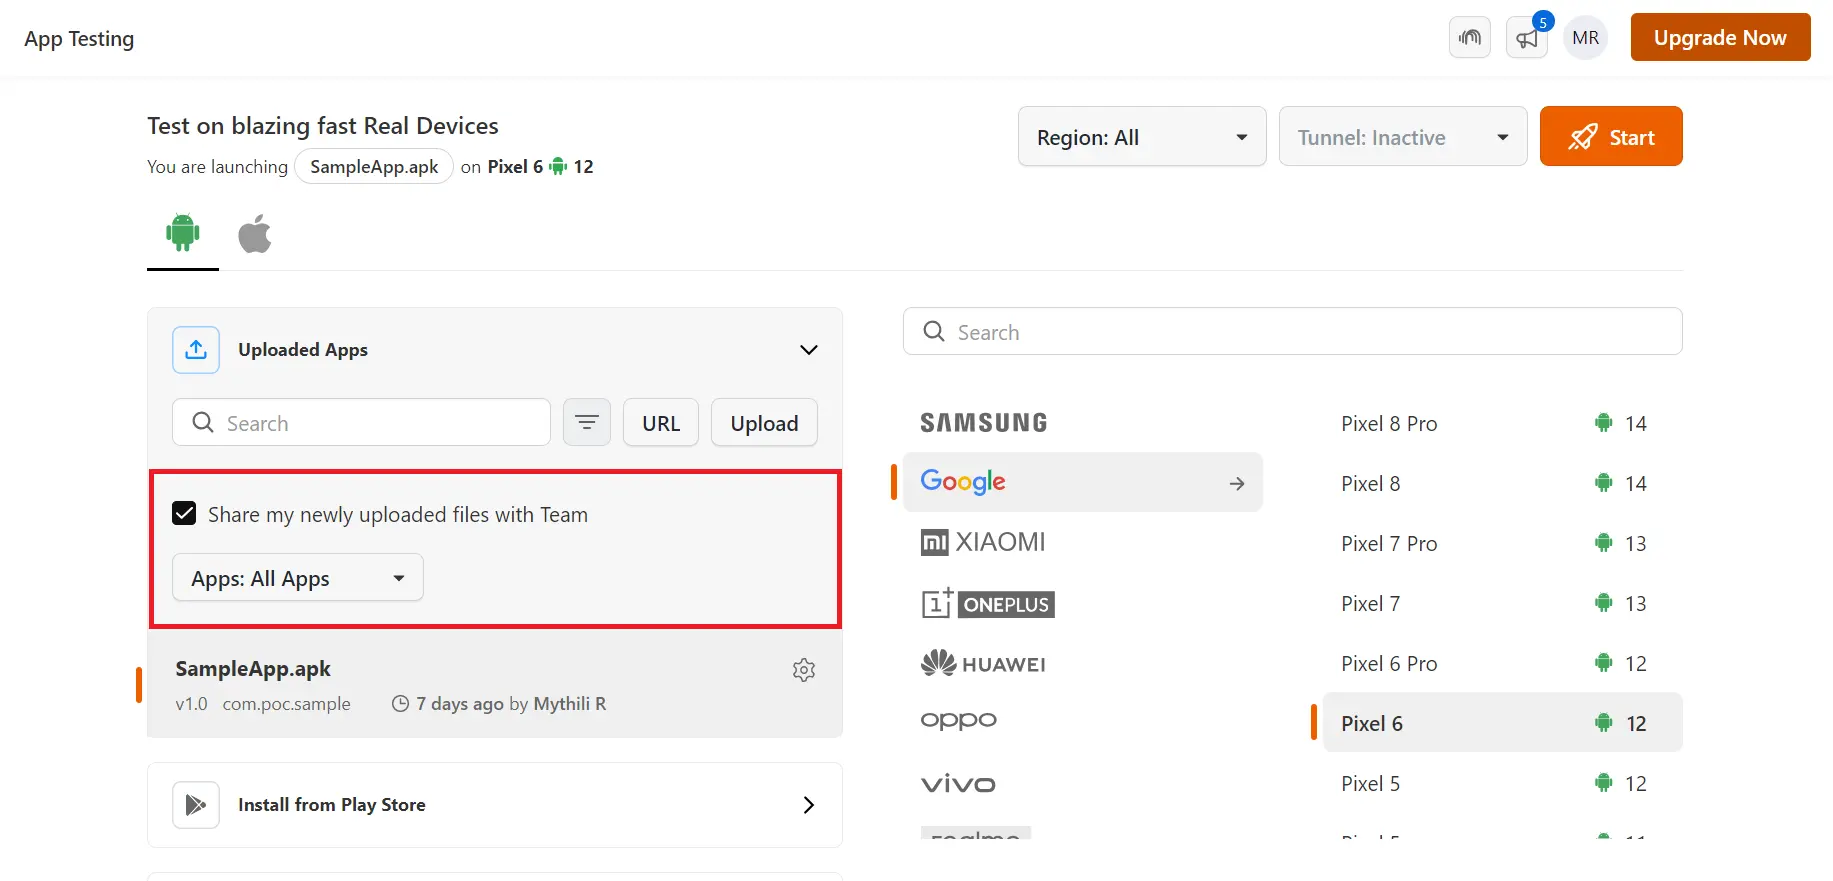 App Testing
5
MR
Upgrade Now
Test on blazing fast Real Devices
You are launching SampleApp.apk on Pixel 6 12
Region: All
Tunnel: Inactive
Start
Uploaded Apps
Search
URL
Upload
Share my newly uploaded files with Team
Apps: All Apps
SampleApp.apk
v1.0 com.poc.sample 7 days ago by Mythili R
Install from Play Store
Search
SAMSUNG
Google
mi XIAOMI
1+ ONEPLUS
HUAWEI
oppo
vivo
Pixel 8 Pro 14
Pixel 8 14
Pixel 7 Pro 13
Pixel 7 13
Pixel 6 Pro 12
Pixel 6 12
Pixel 5 12